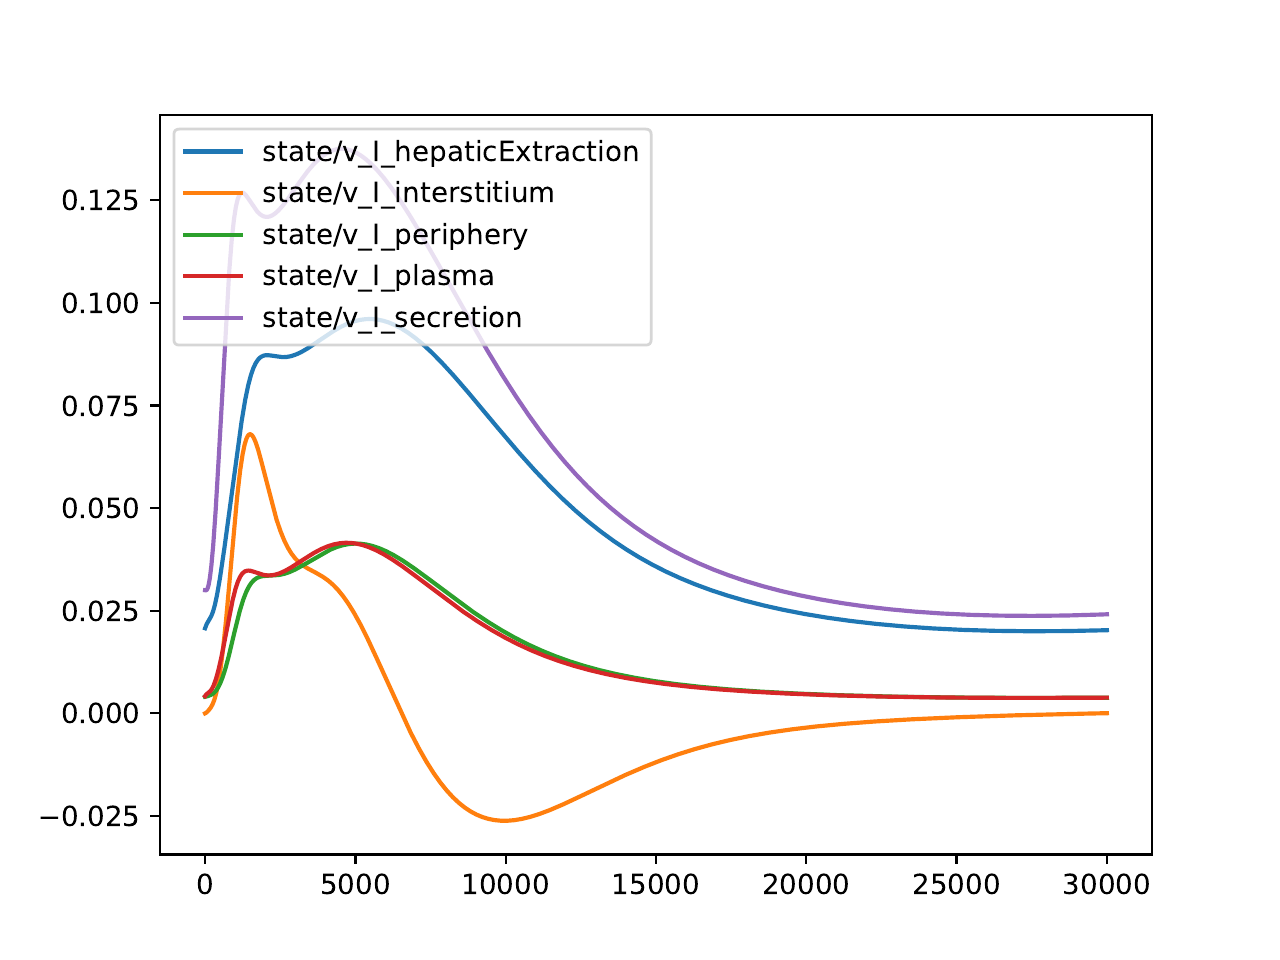 state/v_I_hepaticExtraction
state/v_I_interstitium
state/v_I_periphery
state/v_I_plasma
state/v_I_secretion
0.125
0.100
0.075
0.050
0.025
0.000
−0.025
0 5000 10000 15000 20000 25000 30000